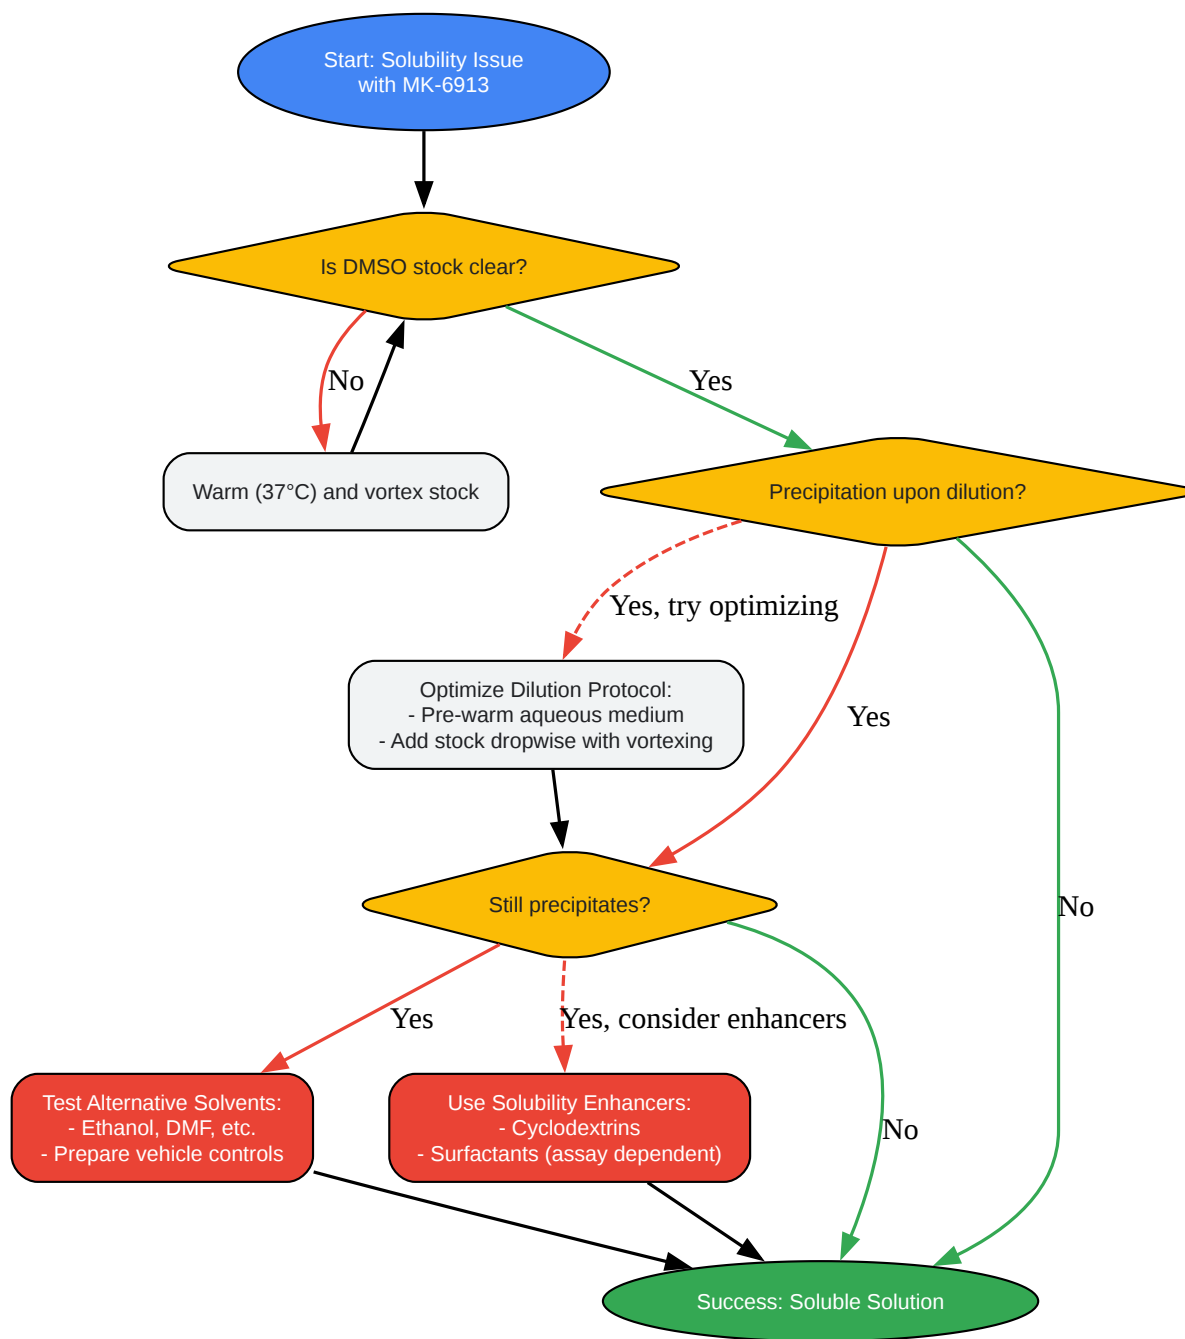 Start: Solubility Issue
with MK-6913
Is DMSO stock clear?
No
Yes
Warm (37°C) and vortex stock
Precipitation upon dilution?
Yes, try optimizing
Optimize Dilution Protocol:
- Pre-warm aqueous medium
- Add stock dropwise with vortexing
Yes
Still precipitates?
No
Yes
Yes, consider enhancers
Test Alternative Solvents:
- Ethanol, DMF, etc.
- Prepare vehicle controls
Use Solubility Enhancers:
- Cyclodextrins
- Surfactants (assay dependent)
No
Success: Soluble Solution